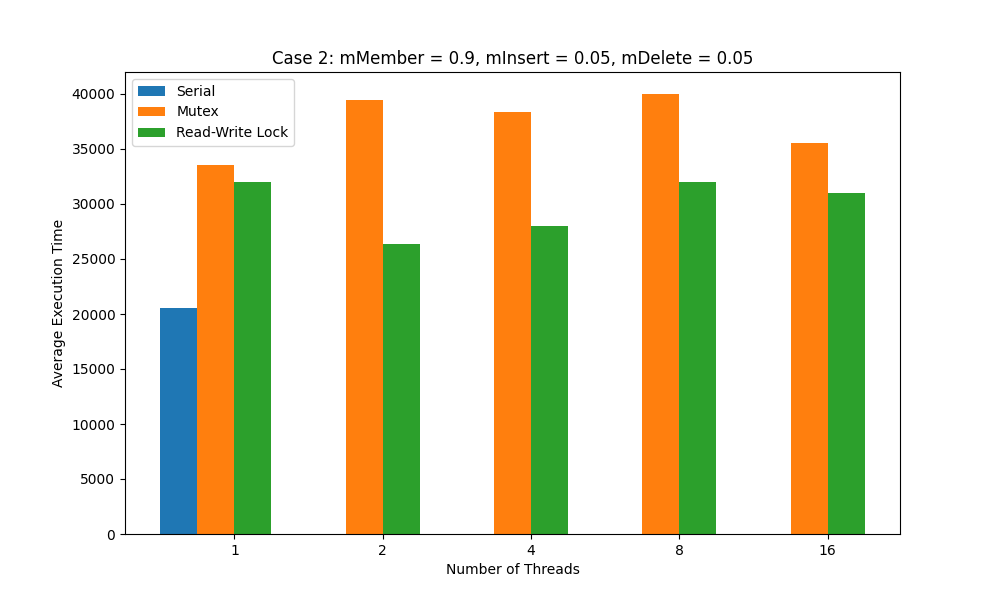 Case 2: mMember = 0.9, mInsert = 0.05, mDelete = 0.05
Serial
Mutex
Read-Write Lock
Average Execution Time
40000
35000
30000
25000
20000
15000
10000
5000
0
1 2 4 8 16
Number of Threads